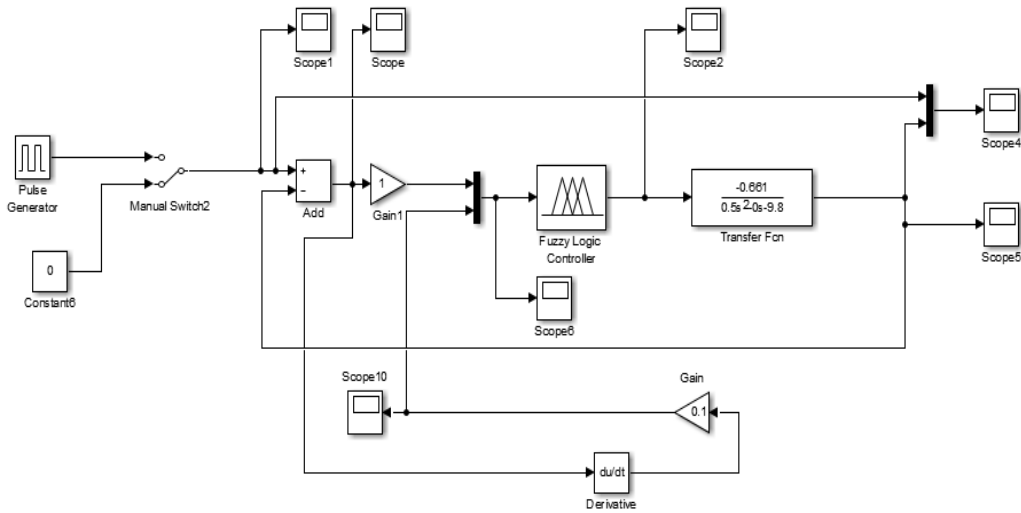 Scope1
Scope
Scope2
Scope4
Pulse
Generator
Manual Switch2
+
−
Add
1
Gain1
Fuzzy Logic
Controller
-0.661
0.5s²-0s-9.8
Transfer Fcn
Scope5
0
Constant6
Scope6
Scope10
Gain
0.1
du/dt
Derivative